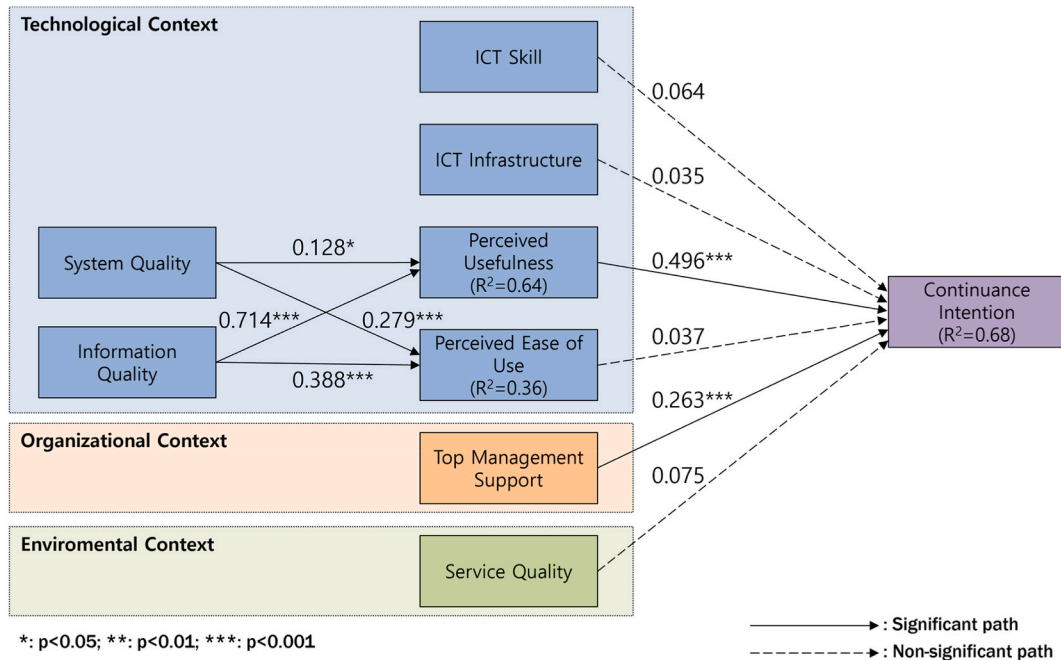 Technological Context
ICT Skill
0.064
ICT Infrastructure
0.035
System Quality
0.128*
Perceived
Usefulness
(R²=0.64)
0.496***
Continuance
Intention
(R²=0.68)
0.714***
0.279***
Information
Quality
0.388***
Perceived Ease of
Use
(R²=0.36)
0.037
0.263***
Organizational Context
Top Management
Support
0.075
Enviromental Context
Service Quality
*: p<0.05; **: p<0.01; ***: p<0.001
: Significant path
: Non-significant path